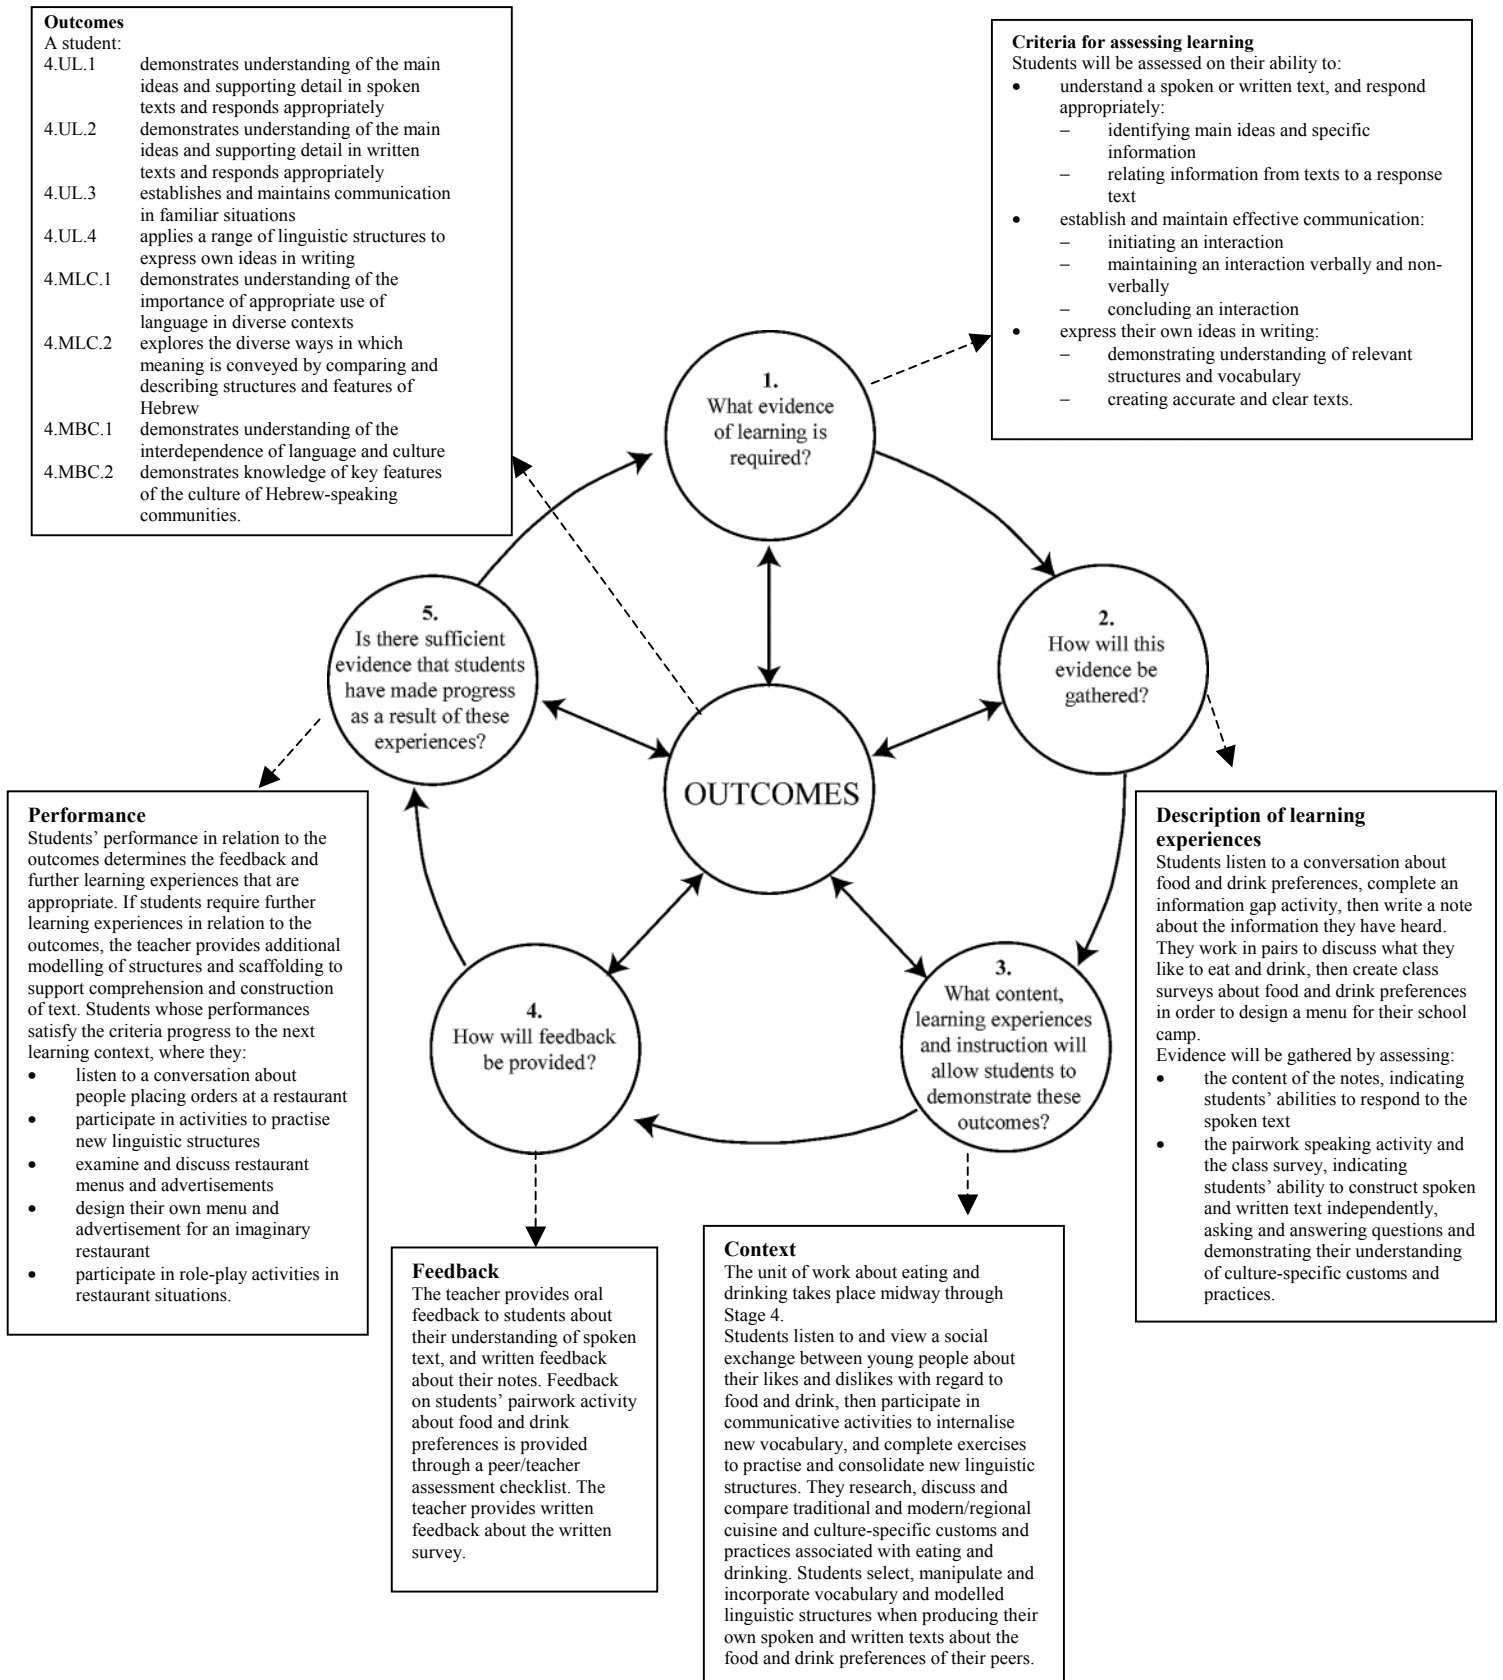 Outcomes
A student:
4.UL.1 demonstrates understanding of the main
ideas and supporting detail in spoken
texts and responds appropriately
4.UL.2 demonstrates understanding of the main
ideas and supporting detail in written
texts and responds appropriately
4.UL.3 establishes and maintains communication
in familiar situations
4.UL.4 applies a range of linguistic structures to
express own ideas in writing
4.MLC.1 demonstrates understanding of the
importance of appropriate use of
language in diverse contexts
4.MLC.2 explores the diverse ways in which
meaning is conveyed by comparing and
describing structures and features of
Hebrew
4.MBC.1 demonstrates understanding of the
interdependence of language and culture
4.MBC.2 demonstrates knowledge of key features
of the culture of Hebrew-speaking
communities.
Criteria for assessing learning
Students will be assessed on their ability to:
• understand a spoken or written text, and respond
appropriately:
– identifying main ideas and specific
information
– relating information from texts to a response
text
• establish and maintain effective communication:
– initiating an interaction
– maintaining an interaction verbally and non-
verbally
– concluding an interaction
• express their own ideas in writing:
– demonstrating understanding of relevant
structures and vocabulary
– creating accurate and clear texts.
1.
What evidence
of learning is
required?
2.
How will this
evidence be
gathered?
5.
Is there sufficient
evidence that students
have made progress
as a result of these
experiences?
OUTCOMES
3.
What content,
learning experiences
and instruction will
allow students to
demonstrate these
outcomes?
4.
How will feedback
be provided?
Performance
Students’ performance in relation to the
outcomes determines the feedback and
further learning experiences that are
appropriate. If students require further
learning experiences in relation to the
outcomes, the teacher provides additional
modelling of structures and scaffolding to
support comprehension and construction
of text. Students whose performances
satisfy the criteria progress to the next
learning context, where they:
• listen to a conversation about
people placing orders at a restaurant
• participate in activities to practise
new linguistic structures
• examine and discuss restaurant
menus and advertisements
• design their own menu and
advertisement for an imaginary
restaurant
• participate in role-play activities in
restaurant situations.
Description of learning
experiences
Students listen to a conversation about
food and drink preferences, complete an
information gap activity, then write a note
about the information they have heard.
They work in pairs to discuss what they
like to eat and drink, then create class
surveys about food and drink preferences
in order to design a menu for their school
camp.
Evidence will be gathered by assessing:
• the content of the notes, indicating
students’ abilities to respond to the
spoken text
• the pairwork speaking activity and
the class survey, indicating
students’ ability to construct spoken
and written text independently,
asking and answering questions and
demonstrating their understanding
of culture-specific customs and
practices.
Feedback
The teacher provides oral
feedback to students about
their understanding of spoken
text, and written feedback
about their notes. Feedback
on students’ pairwork activity
about food and drink
preferences is provided
through a peer/teacher
assessment checklist. The
teacher provides written
feedback about the written
survey.
Context
The unit of work about eating and
drinking takes place midway through
Stage 4.
Students listen to and view a social
exchange between young people about
their likes and dislikes with regard to
food and drink, then participate in
communicative activities to internalise
new vocabulary, and complete exercises
to practise and consolidate new linguistic
structures. They research, discuss and
compare traditional and modern/regional
cuisine and culture-specific customs and
practices associated with eating and
drinking. Students select, manipulate and
incorporate vocabulary and modelled
linguistic structures when producing their
own spoken and written texts about the
food and drink preferences of their peers.